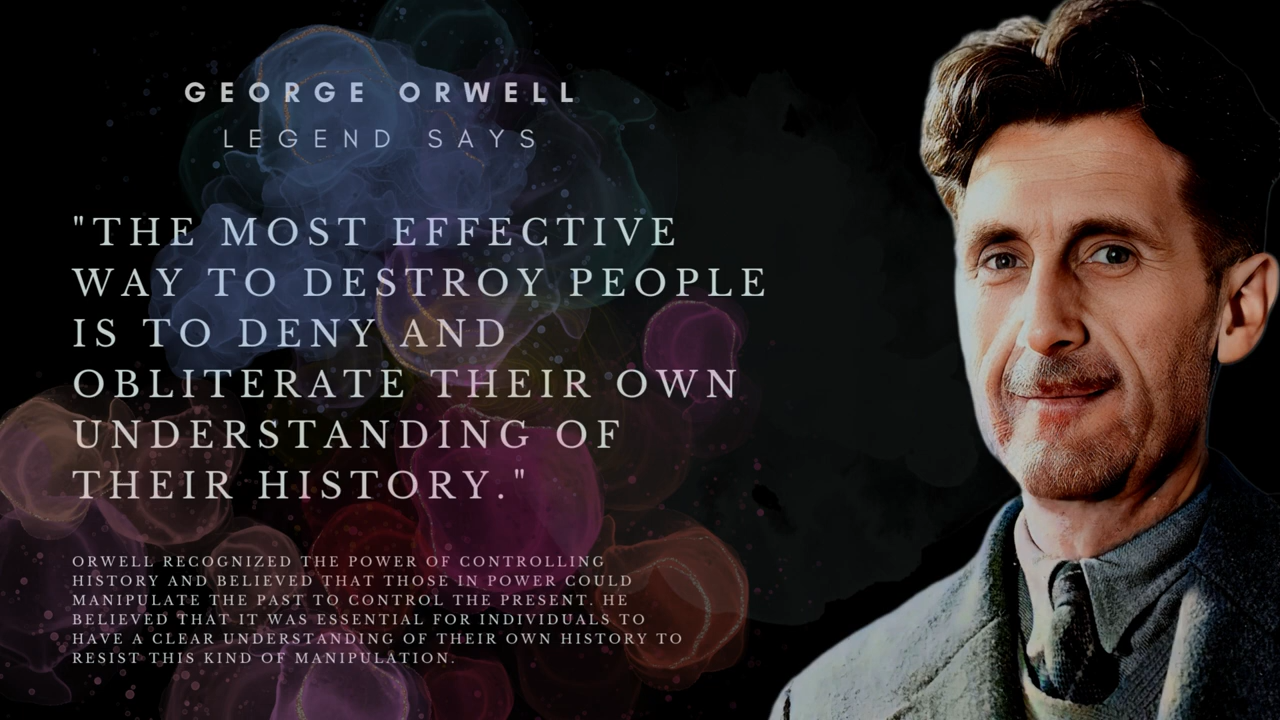 GEORGE ORWELL
LEGEND SAYS
"THE MOST EFFECTIVE
WAY TO DESTROY PEOPLE
IS TO DENY AND
OBLITERATE THEIR OWN
UNDERSTANDING OF
THEIR HISTORY."
ORWELL RECOGNIZED THE POWER OF CONTROLLING
HISTORY AND BELIEVED THAT THOSE IN POWER COULD
MANIPULATE THE PAST TO CONTROL THE PRESENT. HE
BELIEVED THAT IT WAS ESSENTIAL FOR INDIVIDUALS TO
HAVE A CLEAR UNDERSTANDING OF THEIR OWN HISTORY TO
RESIST THIS KIND OF MANIPULATION.